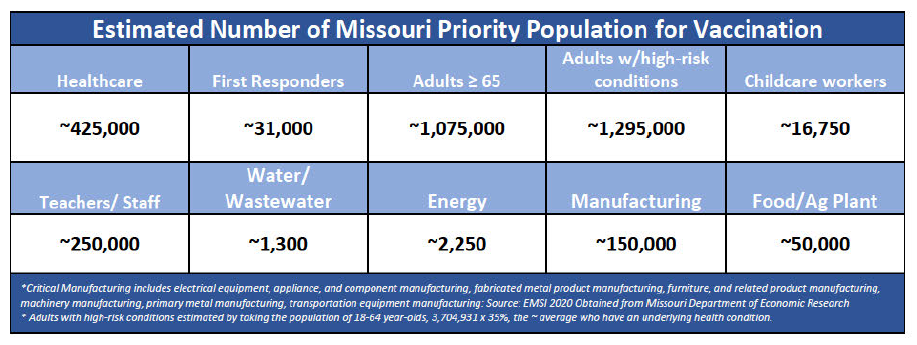 Estimated Number of Missouri Priority Population for Vaccination
Healthcare
First Responders
Adults ≥ 65
Adults w/high-risk
conditions
Childcare workers
~425,000
~31,000
~1,075,000
~1,295,000
~16,750
Teachers/ Staff
Water/
Wastewater
Energy
Manufacturing
Food/Ag Plant
~250,000
~1,300
~2,250
~150,000
~50,000
*Critical Manufacturing includes electrical equipment, appliance, and component manufacturing, fabricated metal product manufacturing, furniture, and related product manufacturing,
machinery manufacturing, primary metal manufacturing, transportation equipment manufacturing: Source: EMSI 2020 Obtained from Missouri Department of Economic Research
* Adults with high-risk conditions estimated by taking the population of 18-64 year-olds, 3,704,931 x 35%, the ~ average who have an underlying health condition.